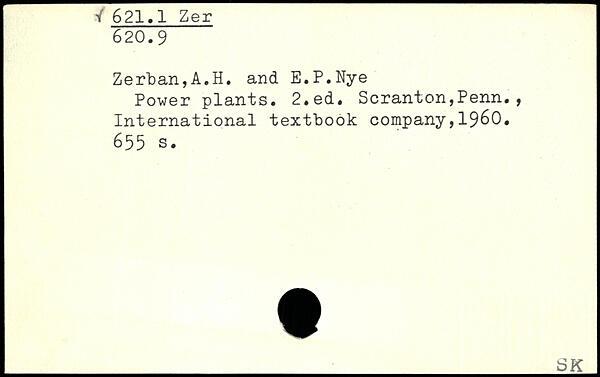 √ 621.1 Zer
620.9
Zerban,A.H. and E.P.Nye
Power plants. 2.ed. Scranton,Penn.,
International textbook company,1960.
655 s.
SK